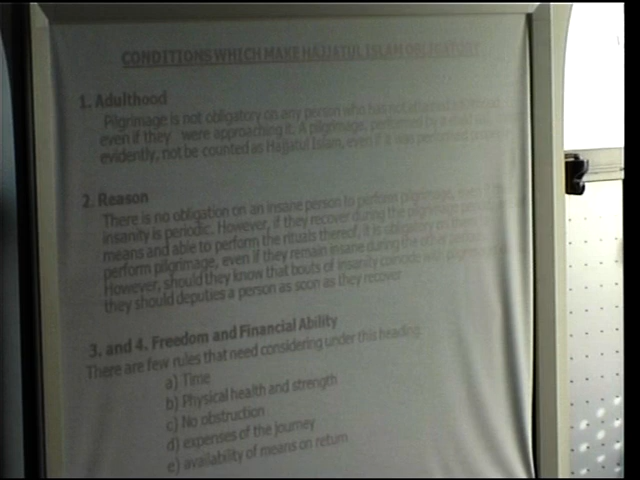 CONDITIONS WHICH MAKE HAJJATUL ISLAM OBLIGATORY
1. Adulthood
Pilgrimage is not obligatory on any person who has not attained
even if they were approaching it. A pilgrimage, performed by a
evidently, not be counted as Hajjatul Islam, even if it was performed
2. Reason
There is no obligation on an insane person to perform pilgrimage,
insanity is periodic. However, if they recover during the pilgrimage
means and able to perform the rituals thereof, it is obligatory on them
perform pilgrimage, even if they remain insane during the other
However, should they know that bouts of insanity coincide with
they should deputies a person as soon as they recover
3. and 4. Freedom and Financial Ability
There are few rules that need considering under this heading
a) Time
b) Physical health and strength
c) No obstruction
d) expenses of the journey
e) availability of means on return